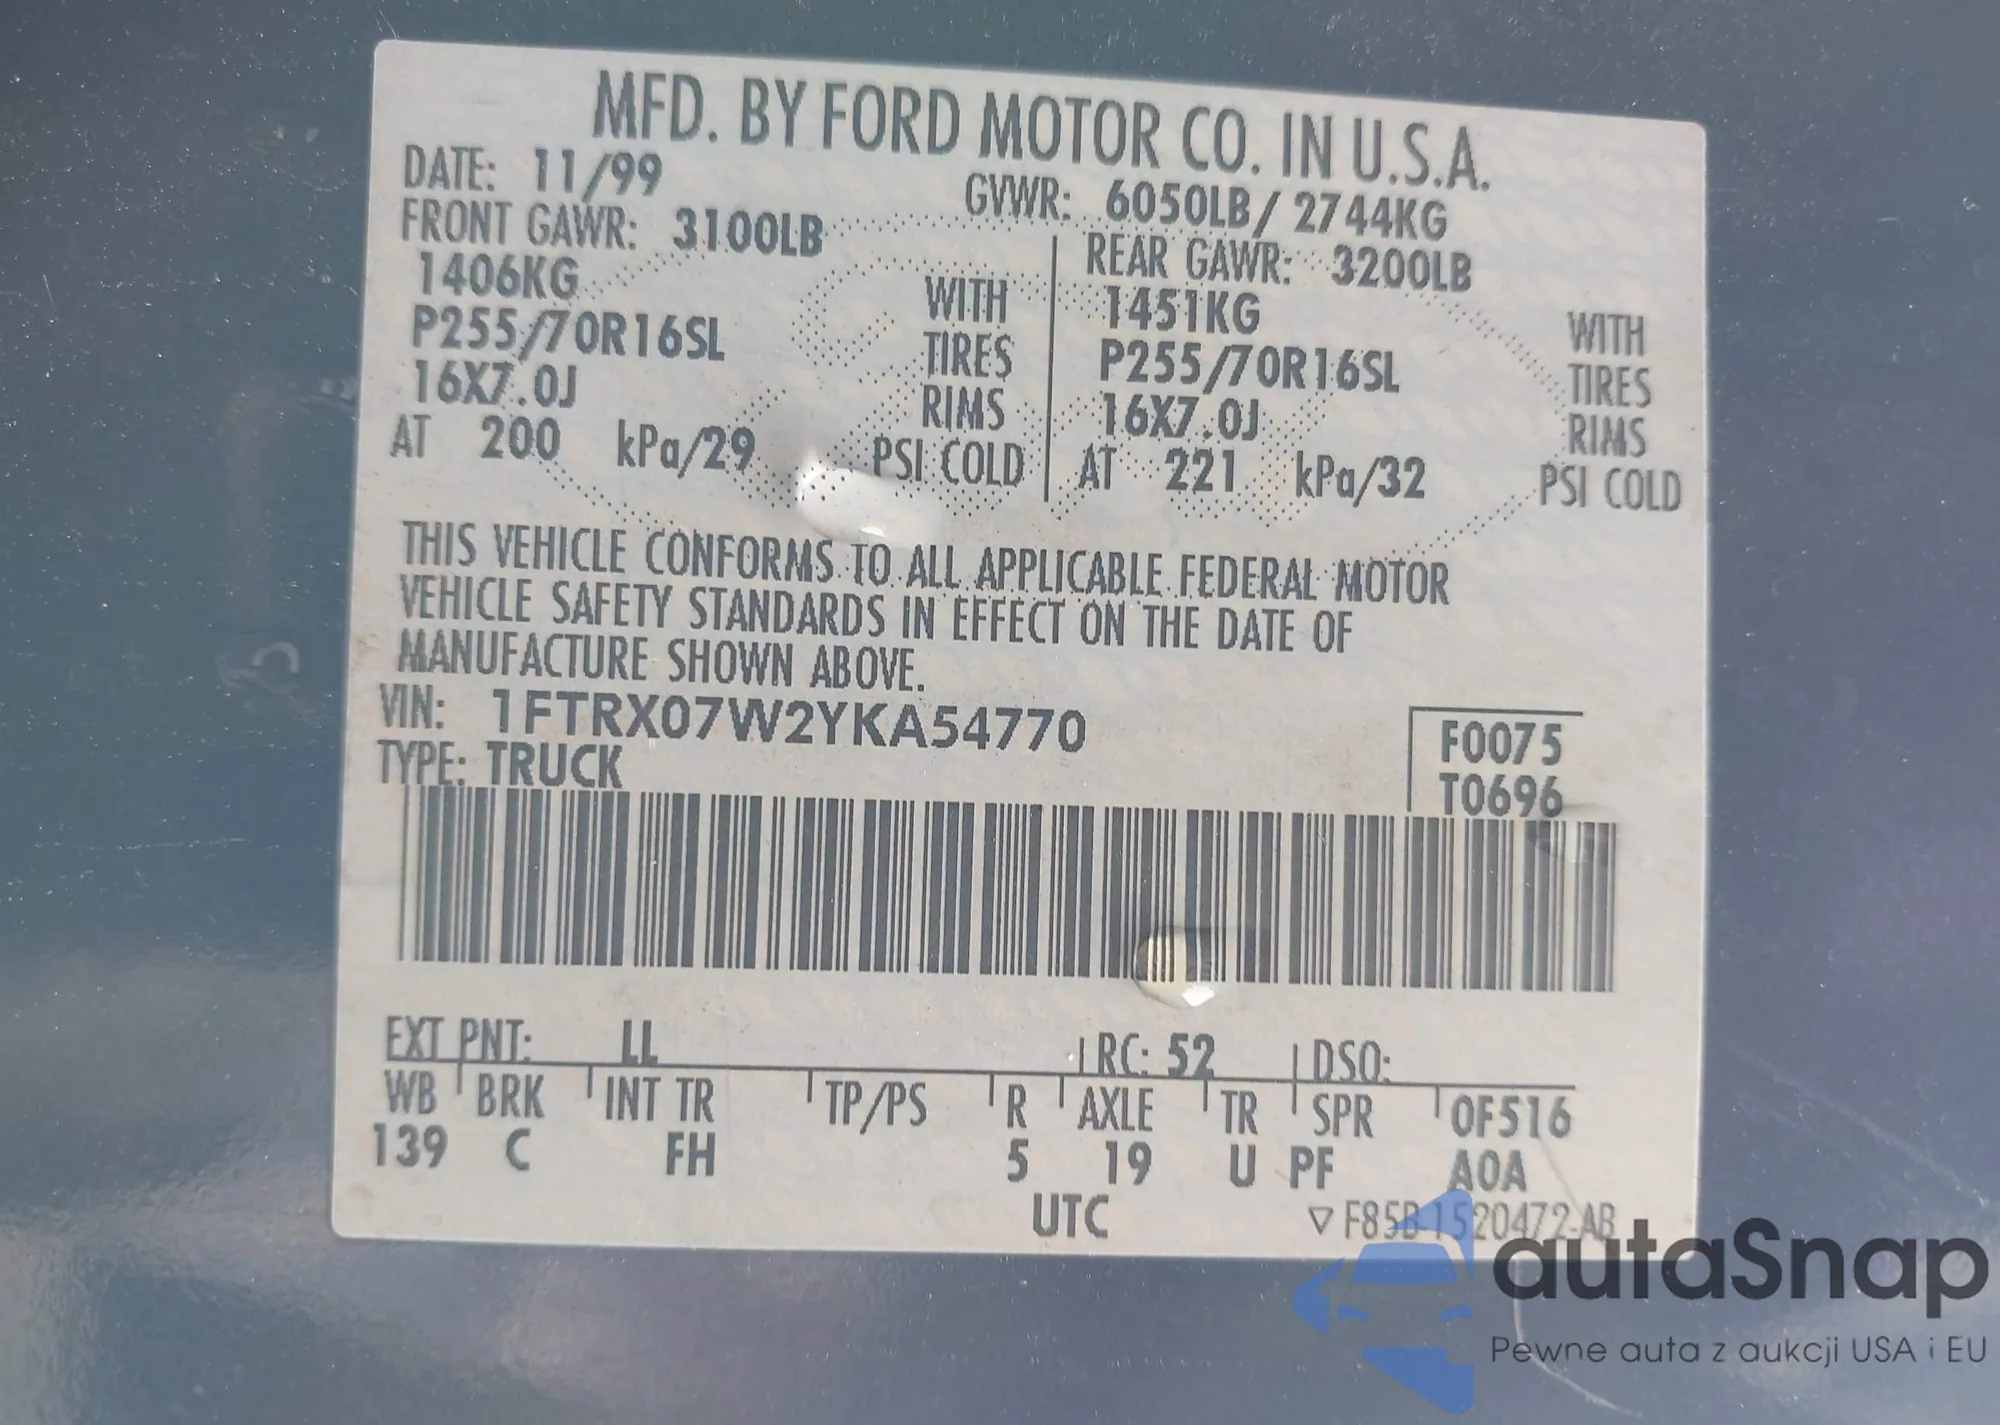 MFD. BY FORD MOTOR CO. IN U.S.A.
DATE: 11/99 GVWR: 6050LB/ 2744KG
FRONT GAWR: 3100LB REAR GAWR: 3200LB
1406KG WITH 1451KG WITH
P255/70R16SL TIRES P255/70R16SL TIRES
16X7.0J RIMS 16X7.0J RIMS
AT 200 kPa/29 PSI COLD AT 221 kPa/32 PSI COLD
THIS VEHICLE CONFORMS TO ALL APPLICABLE FEDERAL MOTOR
VEHICLE SAFETY STANDARDS IN EFFECT ON THE DATE OF
MANUFACTURE SHOWN ABOVE.
VIN: 1FTRX07W2YKA54770 F0075
TYPE: TRUCK T0696
EXT PNT: LL RC: 52 DSO:
WB BRK INT TR TP/PS R AXLE TR SPR 0F516
139 C FH 5 19 U PF A0A
UTC ▽ F85B-1520472-AB
autaSnap
Pewne auta z aukcji USA i EU